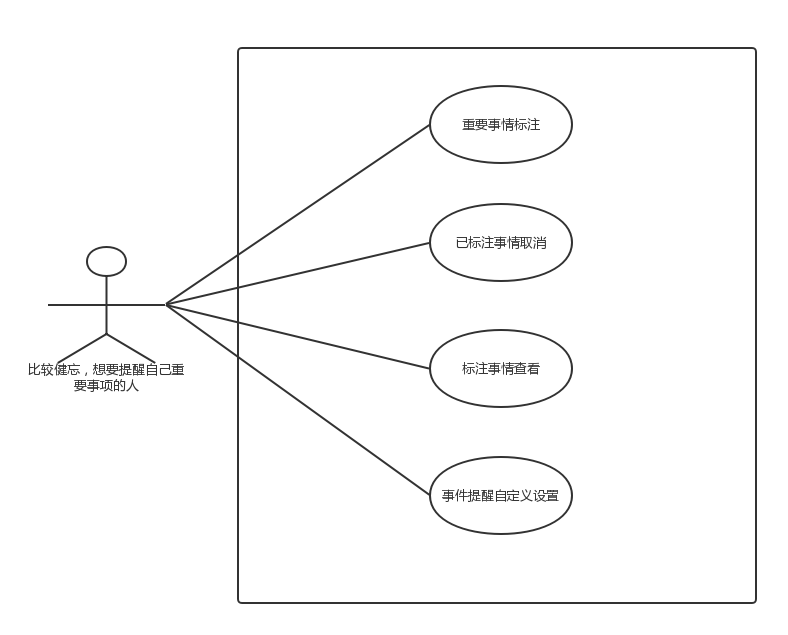 重要事情标注
已标注事情取消
标注事情查看
事件提醒自定义设置
比较健忘，想要提醒自己重
要事项的人